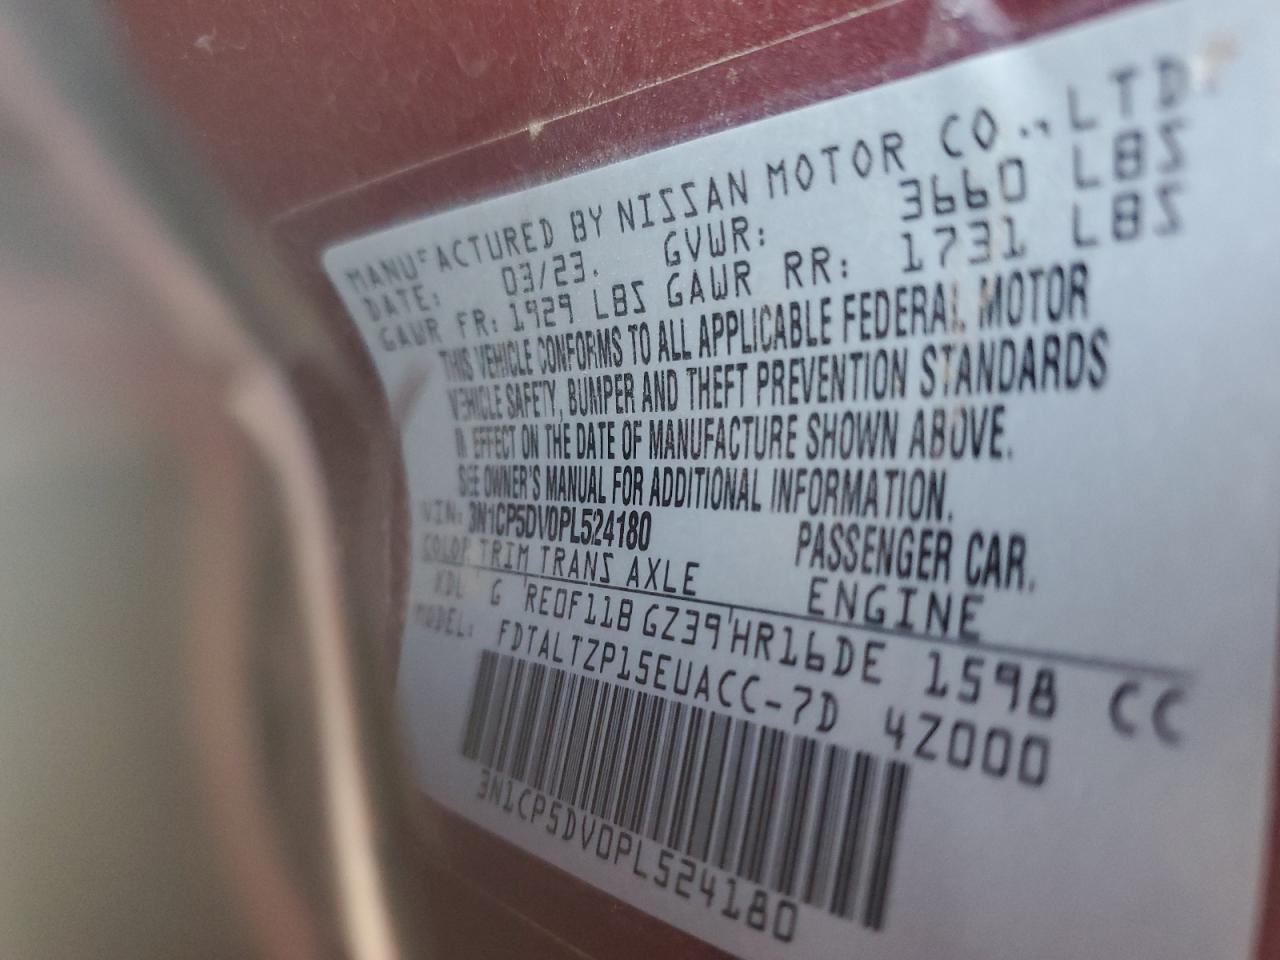 MANUFACTURED BY NISSAN MOTOR CO., LTD.
DATE: 03/23. GVWR: 3660 LBS
GAWR FR: 1929 LBS GAWR RR: 1731 LBS
THIS VEHICLE CONFORMS TO ALL APPLICABLE FEDERAL MOTOR
VEHICLE SAFETY, BUMPER AND THEFT PREVENTION STANDARDS
IN EFFECT ON THE DATE OF MANUFACTURE SHOWN ABOVE.
SEE OWNER'S MANUAL FOR ADDITIONAL INFORMATION.
VIN: 3N1CP5DV0PL524180 PASSENGER CAR.
COLOR TRIM TRANS AXLE ENGINE
XDL G RE0F11B GZ39 HR16DE 1598 CC
MODEL: FDTALTZP15EUACC-7D 4Z000
3N1CP5DV0PL524180